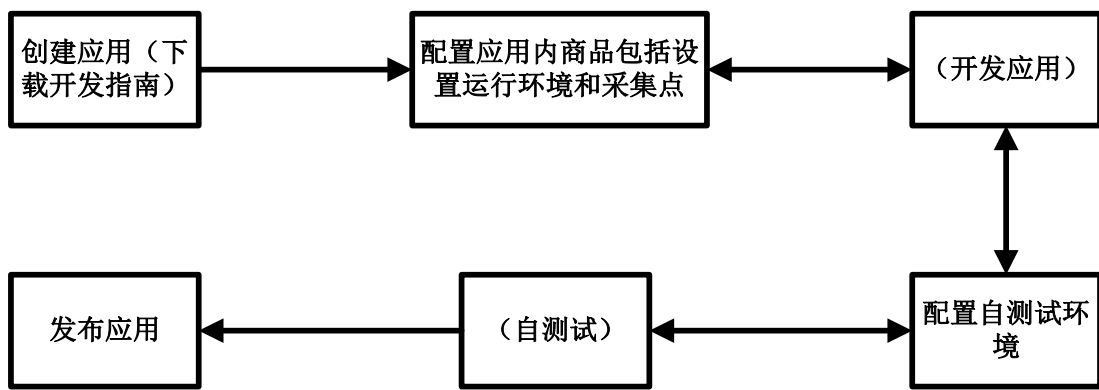 创建应用（下
载开发指南）
配置应用内商品包括设
置运行环境和采集点
（开发应用）
发布应用
（自测试）
配置自测试环
境